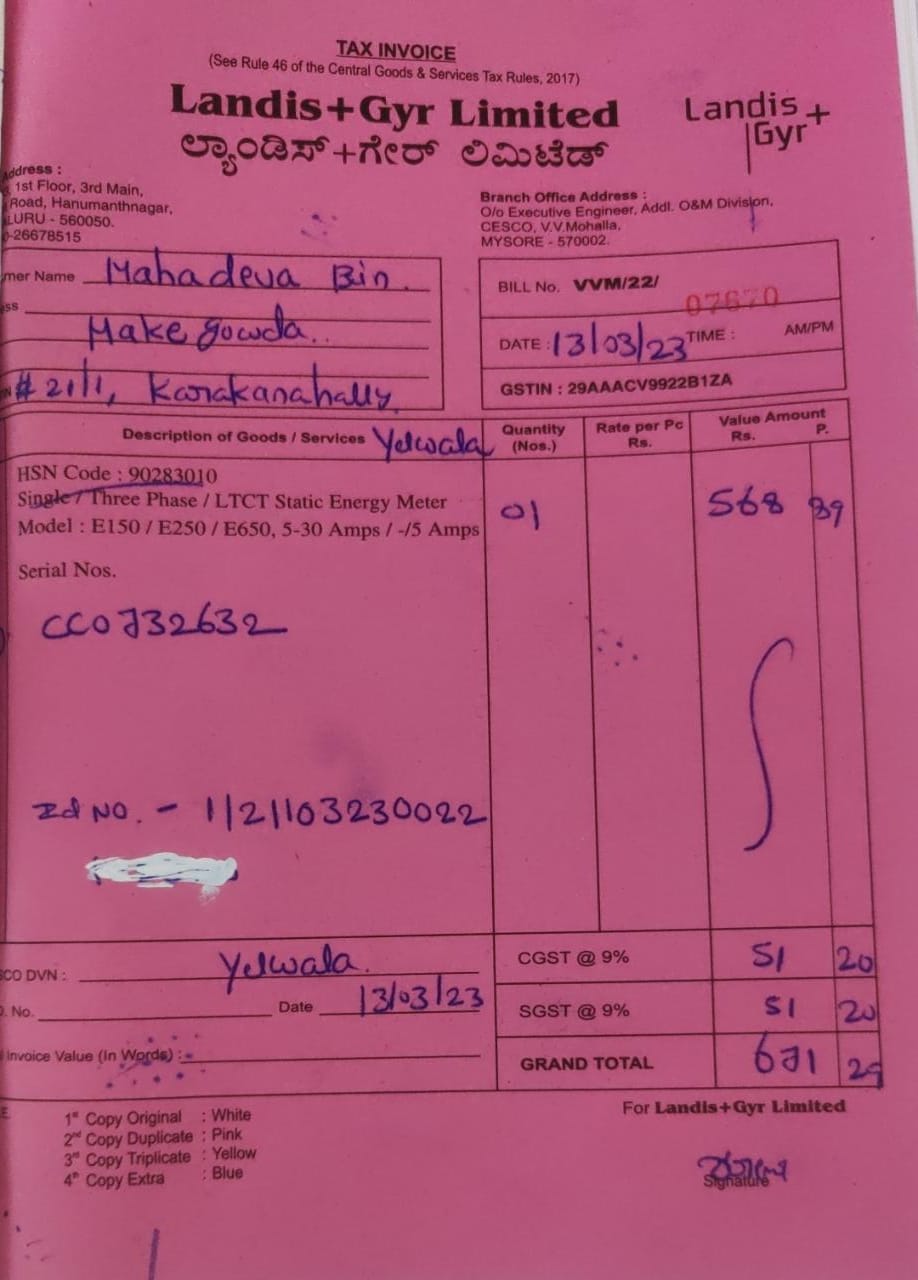 TAX INVOICE
(See Rule 46 of the Central Goods & Services Tax Rules, 2017)
Landis+Gyr Limited
ಲ್ಯಾಂಡಿಸ್+ಗೇರ್ ಲಿಮಿಟೆಡ್
Landis+
Gyr
ddress :
1st Floor, 3rd Main,
Road, Hanumanthnagar,
LURU - 560050.
-26678515
Branch Office Address :
O/o Executive Engineer, Addl. O&M Division,
CESCO, V.V.Mohalla,
MYSORE - 570002.
mer Name Mahadeva Bin.
ss
Make gowda..
# 21/1, Karakanahally
BILL No. VVM/22/ 07670
DATE : 13/03/23 TIME : AM/PM
GSTIN : 29AAACV9922B1ZA
Description of Goods / Services Yelwala
Quantity (Nos.)
Rate per Pc Rs.
Value Amount Rs. P.
HSN Code : 90283010
Single / Three Phase / LTCT Static Energy Meter
Model : E150 / E250 / E650, 5-30 Amps / -/5 Amps
01 568 89
Serial Nos.
CC0732632
Id NO. - 1121103230022
CO DVN : Yelwala.
. No. Date 13/03/23
Invoice Value (In Words) :
CGST @ 9% 51 20
SGST @ 9% 51 20
GRAND TOTAL 671 29
E
1st Copy Original : White
2nd Copy Duplicate : Pink
3rd Copy Triplicate : Yellow
4th Copy Extra : Blue
For Landis+Gyr Limited
Signature